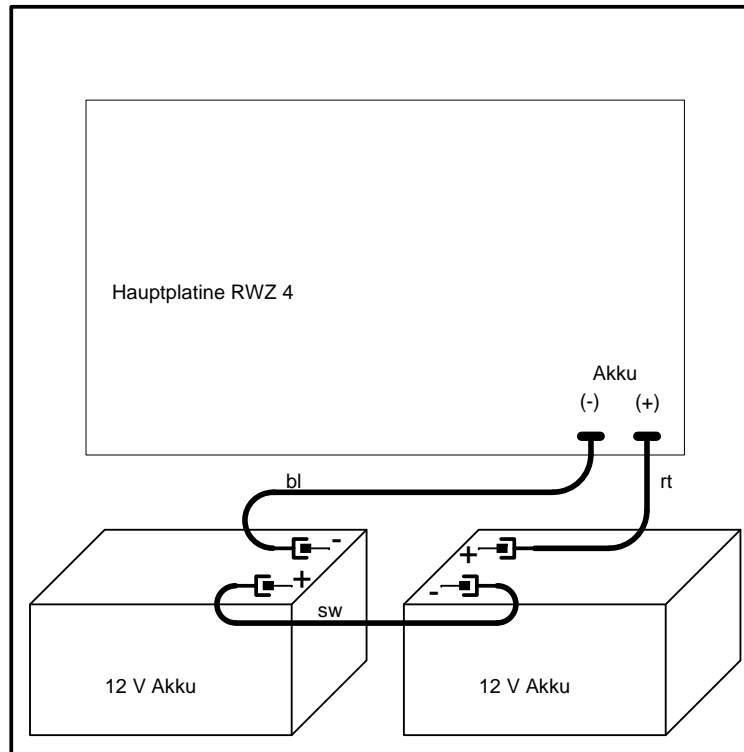 Hauptplatine RWZ 4
Akku
(-) (+)
bl
rt
-
+
+
-
sw
12 V Akku
12 V Akku